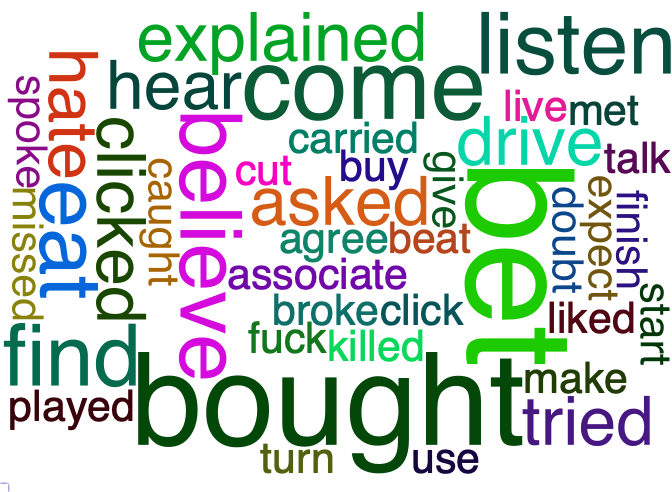 explained
listen
hear
come
hate
spoke
live
met
clicked
believe
carried
drive
talk
caught
cut
buy
give
bet
eat
asked
doubt
expect
finish
missed
agree
beat
associate
broke
click
liked
start
find
fuck
killed
bought
make
played
tried
turn
use